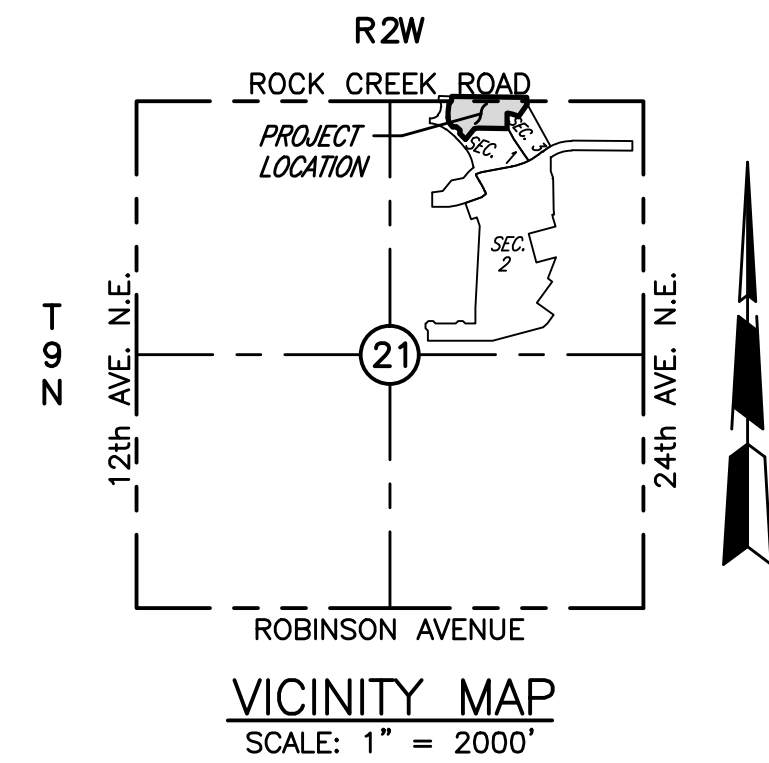 R2W
ROCK CREEK ROAD
PROJECT
LOCATION
SEC. 1
SEC. 3
SEC.
2
T
9
N
12th AVE. N.E.
21
24th AVE. N.E.
ROBINSON AVENUE
VICINITY MAP
SCALE: 1" = 2000'